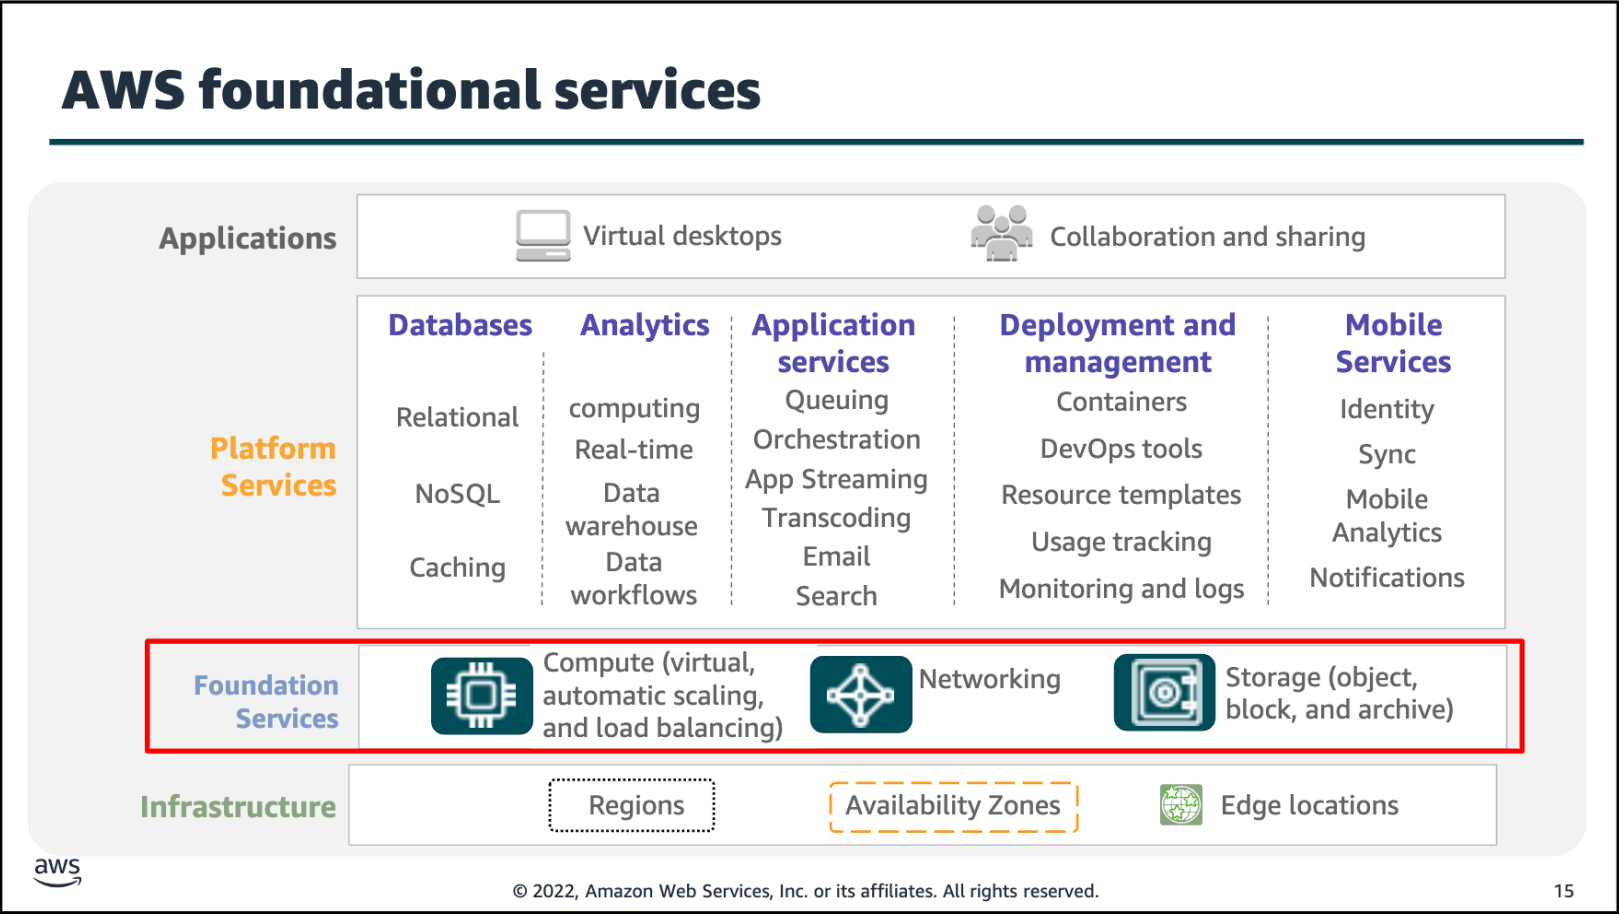 AWS foundational services
Applications
Virtual desktops
Collaboration and sharing
Platform
Services
Databases
Relational
NoSQL
Caching
Analytics
computing
Real-time
Data
warehouse
Data
workflows
Application
services
Queuing
Orchestration
App Streaming
Transcoding
Email
Search
Deployment and
management
Containers
DevOps tools
Resource templates
Usage tracking
Monitoring and logs
Mobile
Services
Identity
Sync
Mobile
Analytics
Notifications
Foundation
Services
Compute (virtual,
automatic scaling,
and load balancing)
Networking
Storage (object,
block, and archive)
Infrastructure
Regions
Availability Zones
Edge locations
aws
© 2022, Amazon Web Services, Inc. or its affiliates. All rights reserved.
15